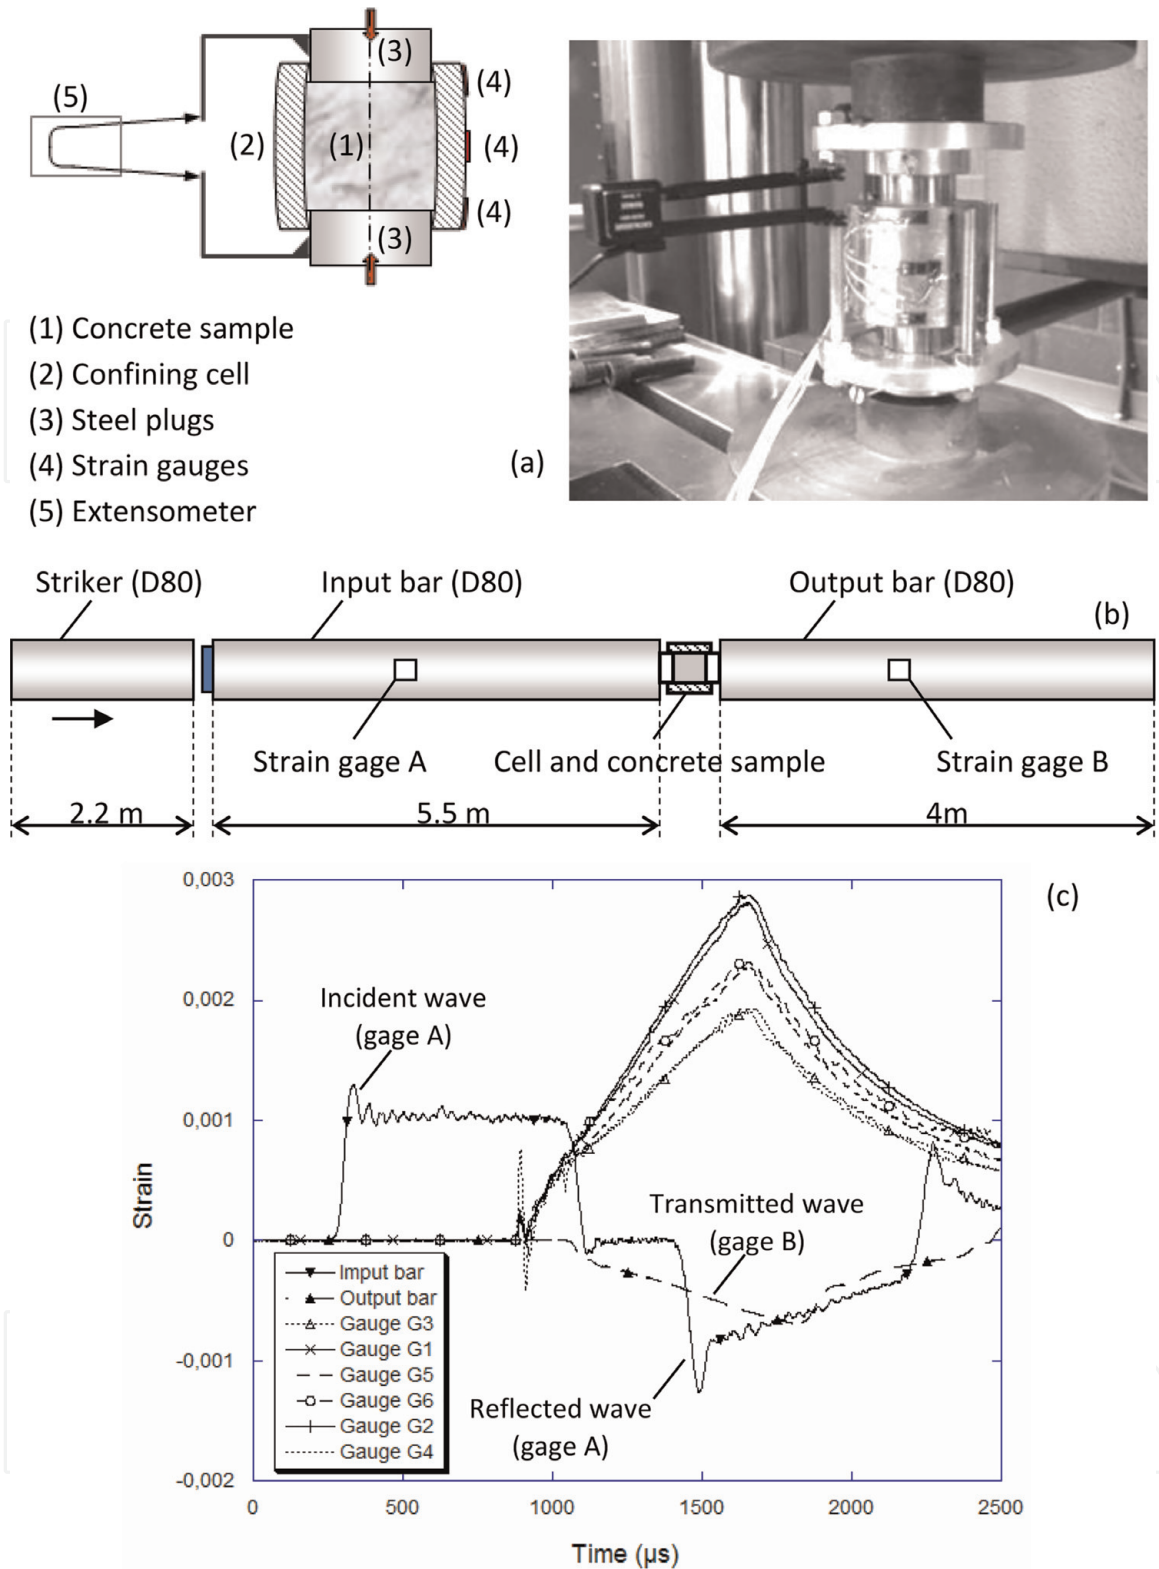 (3)
(4)
(5)
(2)
(1)
(4)
(4)
(3)
(1) Concrete sample
(2) Confining cell
(3) Steel plugs
(4) Strain gauges
(5) Extensometer
(a)
Striker (D80)
Input bar (D80)
Output bar (D80)
(b)
Strain gage A
Cell and concrete sample
Strain gage B
2.2 m
5.5 m
4m
(c)
0,003
0,002
0,001
0
-0,001
-0,002
Strain
Incident wave
(gage A)
Transmitted wave
(gage B)
Reflected wave
(gage A)
Imput bar
Output bar
Gauge G3
Gauge G1
Gauge G5
Gauge G6
Gauge G2
Gauge G4
0
500
1000
1500
2000
2500
Time (µs)